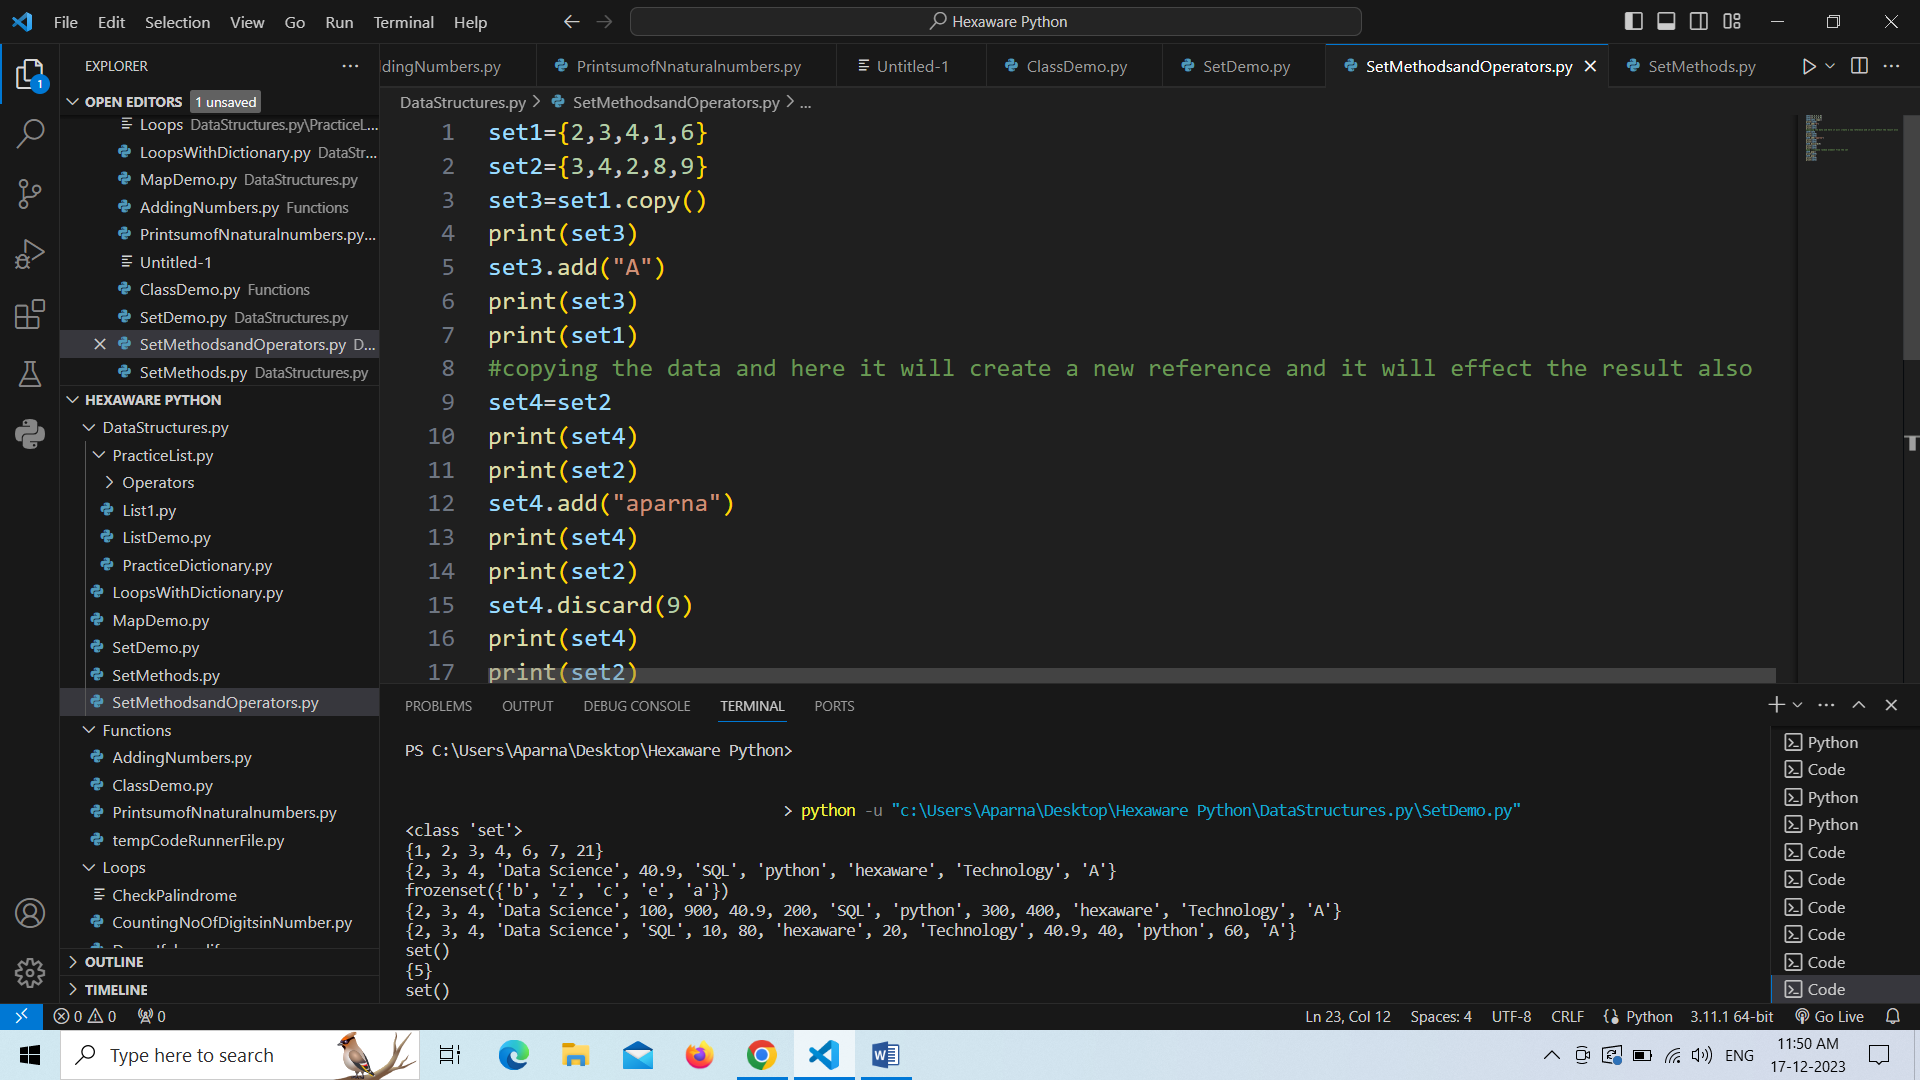 File Edit Selection View Go Run Terminal Help
Hexaware Python
EXPLORER
OPEN EDITORS 1 unsaved
Loops DataStructures.py\PracticeL...
LoopsWithDictionary.py DataStr...
MapDemo.py DataStructures.py
AddingNumbers.py Functions
PrintsumofNnaturalnumbers.py...
Untitled-1
ClassDemo.py Functions
SetDemo.py DataStructures.py
SetMethodsandOperators.py D...
SetMethods.py DataStructures.py
HEXAWARE PYTHON
DataStructures.py
PracticeList.py
Operators
List1.py
ListDemo.py
PracticeDictionary.py
LoopsWithDictionary.py
MapDemo.py
SetDemo.py
SetMethods.py
SetMethodsandOperators.py
Functions
AddingNumbers.py
ClassDemo.py
PrintsumofNnaturalnumbers.py
tempCodeRunnerFile.py
Loops
CheckPalindrome
CountingNoOfDigitsinNumber.py
OUTLINE
TIMELINE
ldingNumbers.py PrintsumofNnaturalnumbers.py Untitled-1 ClassDemo.py SetDemo.py SetMethodsandOperators.py SetMethods.py
DataStructures.py > SetMethodsandOperators.py > ...
1 set1={2,3,4,1,6}
2 set2={3,4,2,8,9}
3 set3=set1.copy()
4 print(set3)
5 set3.add("A")
6 print(set3)
7 print(set1)
8 #copying the data and here it will create a new reference and it will effect the result also
9 set4=set2
10 print(set4)
11 print(set2)
12 set4.add("aparna")
13 print(set4)
14 print(set2)
15 set4.discard(9)
16 print(set4)
17 print(set2)
PROBLEMS OUTPUT DEBUG CONSOLE TERMINAL PORTS
PS C:\Users\Aparna\Desktop\Hexaware Python>
> python -u "c:\Users\Aparna\Desktop\Hexaware Python\DataStructures.py\SetDemo.py"
<class 'set'>
{1, 2, 3, 4, 6, 7, 21}
{2, 3, 4, 'Data Science', 40.9, 'SQL', 'python', 'hexaware', 'Technology', 'A'}
frozenset({'b', 'z', 'c', 'e', 'a'})
{2, 3, 4, 'Data Science', 100, 900, 40.9, 200, 'SQL', 'python', 300, 400, 'hexaware', 'Technology', 'A'}
{2, 3, 4, 'Data Science', 'SQL', 10, 80, 'hexaware', 20, 'Technology', 40.9, 40, 'python', 60, 'A'}
set()
{5}
set()
Python
Code
Python
Python
Code
Code
Code
Code
Code
Code
0 0 0
Ln 23, Col 12 Spaces: 4 UTF-8 CRLF Python 3.11.1 64-bit Go Live
Type here to search
ENG
11:50 AM
17-12-2023